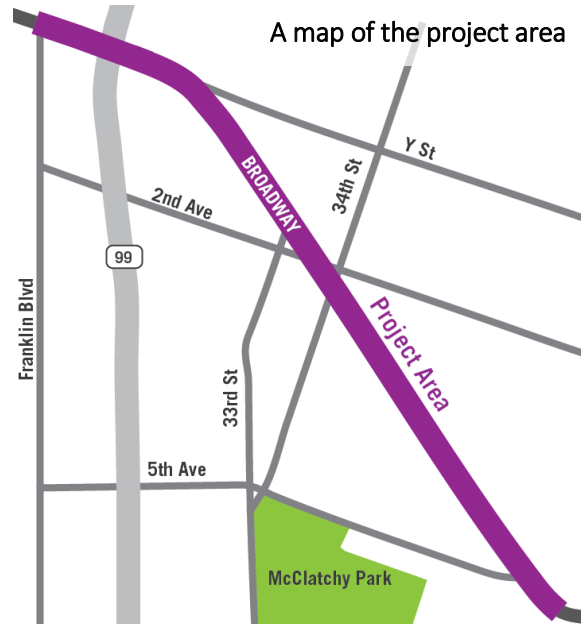 A map of the project area
Y St
BROADWAY
34th St
2nd Ave
99
Franklin Blvd
Project Area
33rd St
5th Ave
McClatchy Park